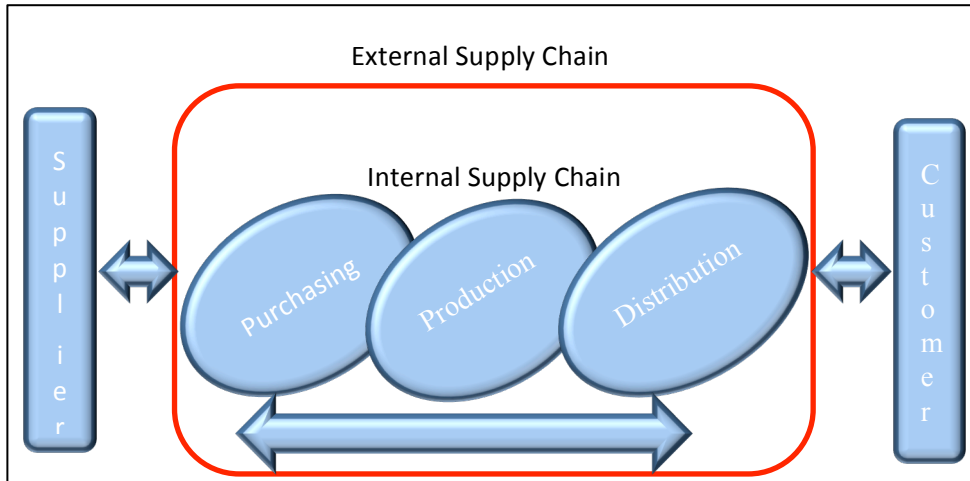 External Supply Chain
Internal Supply Chain
Supplier
Purchasing
Production
Distribution
Customer